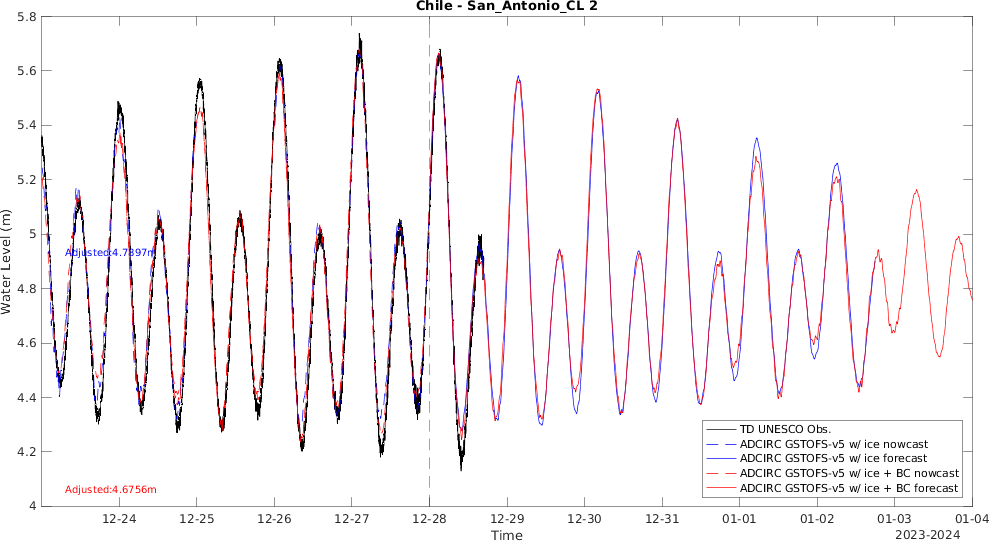 Chile - San_Antonio_CL 2
Water Level (m)
5.8
5.6
5.4
5.2
5
4.8
4.6
4.4
4.2
4
Adjusted:4.7397m
Adjusted:4.6756m
TD UNESCO Obs.
ADCIRC GSTOFS-v5 w/ ice nowcast
ADCIRC GSTOFS-v5 w/ ice forecast
ADCIRC GSTOFS-v5 w/ ice + BC nowcast
ADCIRC GSTOFS-v5 w/ ice + BC forecast
12-24 12-25 12-26 12-27 12-28 12-29 12-30 12-31 01-01 01-02 01-03 01-04
Time
2023-2024